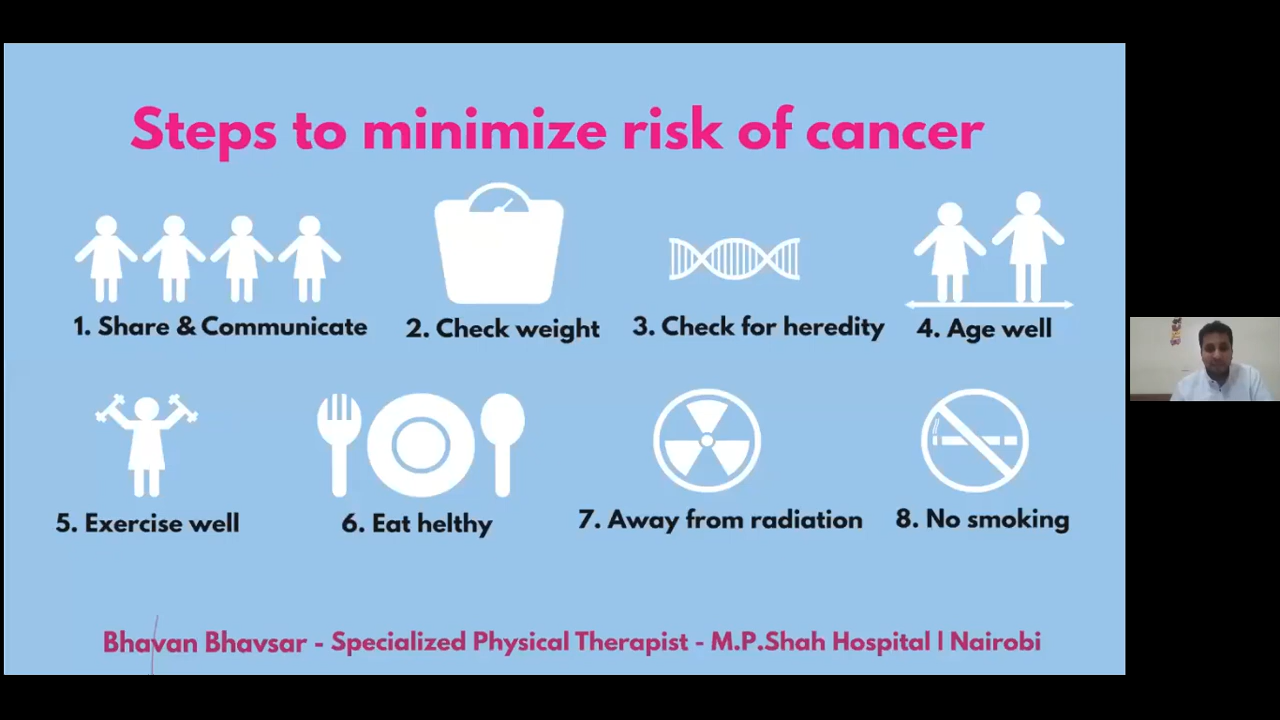 Steps to minimize risk of cancer
1. Share & Communicate
2. Check weight
3. Check for heredity
4. Age well
5. Exercise well
6. Eat helthy
7. Away from radiation
8. No smoking
Bhavan Bhavsar - Specialized Physical Therapist - M.P.Shah Hospital | Nairobi